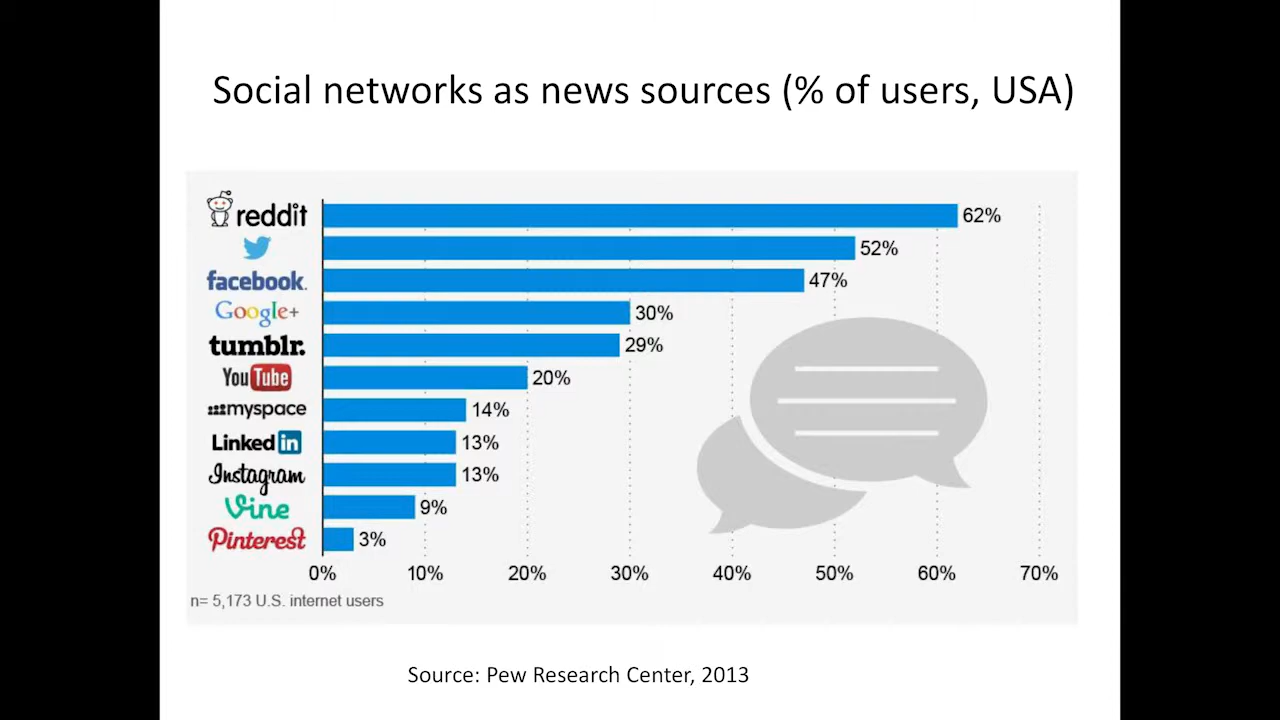 Social networks as news sources (% of users, USA)
reddit 62%
52%
facebook. 47%
Google+ 30%
tumblr. 29%
YouTube 20%
myspace 14%
Linked in 13%
Instagram 13%
Vine 9%
Pinterest 3%
0% 10% 20% 30% 40% 50% 60% 70%
n= 5,173 U.S. internet users
Source: Pew Research Center, 2013